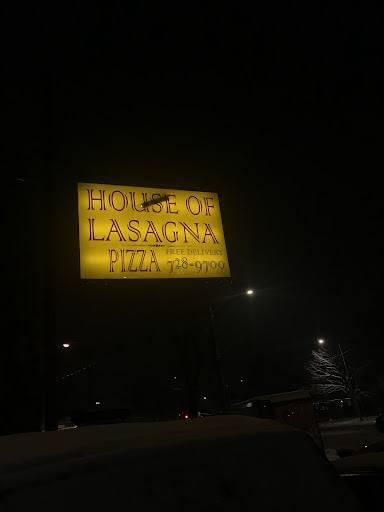 HOUSE OF
LASAGNA
PIZZA FREE DELIVERY
728-9700